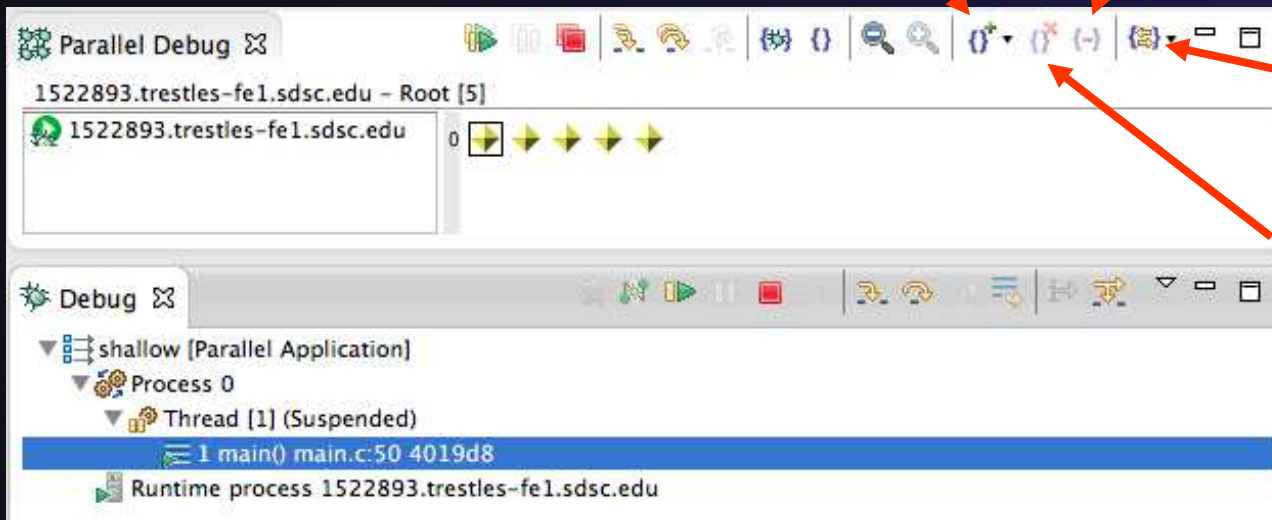 Parallel Debug
1522893.trestles-fe1.sdsc.edu - Root [5]
1522893.trestles-fe1.sdsc.edu
0
Debug
shallow [Parallel Application]
Process 0
Thread [1] (Suspended)
1 main() main.c:50 4019d8
Runtime process 1522893.trestles-fe1.sdsc.edu